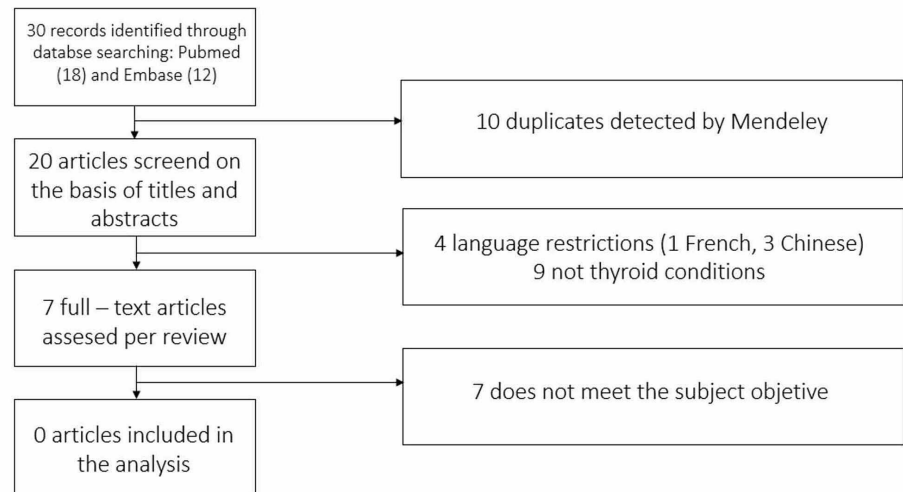 30 records identified through
databse searching: Pubmed
(18) and Embase (12)
10 duplicates detected by Mendeley
20 articles screend on
the basis of titles and
abstracts
4 language restrictions (1 French, 3 Chinese)
9 not thyroid conditions
7 full – text articles
assesed per review
7 does not meet the subject objetive
0 articles included in
the analysis